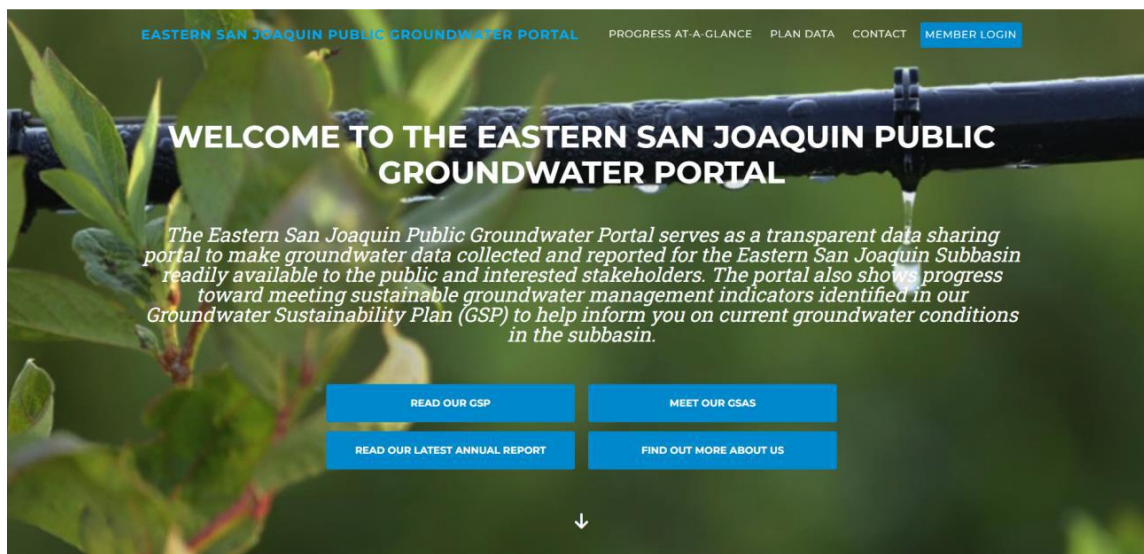 EASTERN SAN JOAQUIN PUBLIC GROUNDWATER PORTAL PROGRESS AT-A-GLANCE PLAN DATA CONTACT MEMBER LOGIN
WELCOME TO THE EASTERN SAN JOAQUIN PUBLIC
GROUNDWATER PORTAL
The Eastern San Joaquin Public Groundwater Portal serves as a transparent data sharing
portal to make groundwater data collected and reported for the Eastern San Joaquin Subbasin
readily available to the public and interested stakeholders. The portal also shows progress
toward meeting sustainable groundwater management indicators identified in our
Groundwater Sustainability Plan (GSP) to help inform you on current groundwater conditions
in the subbasin.
READ OUR GSP MEET OUR GSAS
READ OUR LATEST ANNUAL REPORT FIND OUT MORE ABOUT US